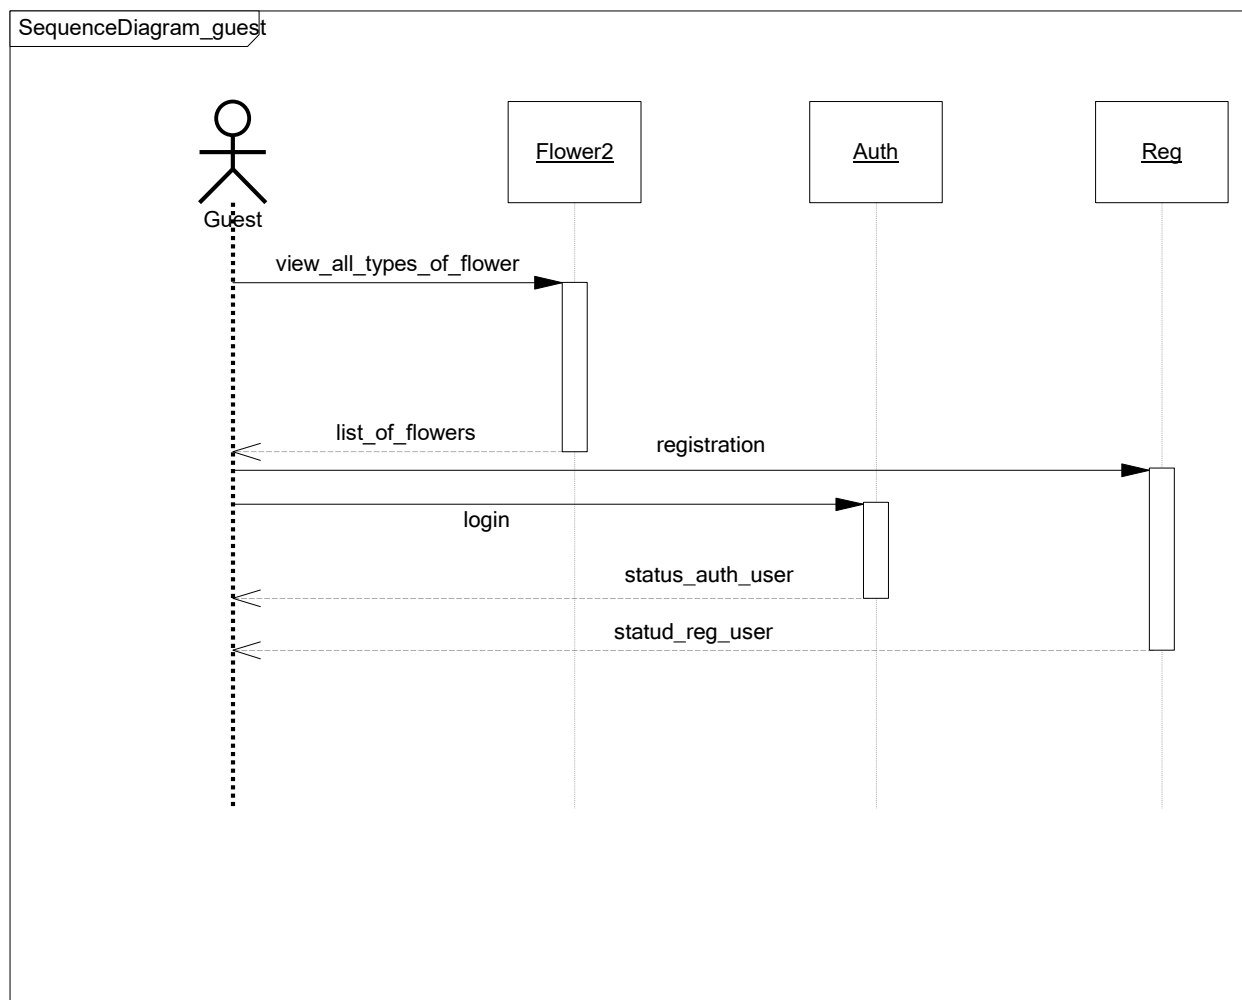 SequenceDiagram_guest
Flower2
Auth
Reg
Guest
view_all_types_of_flower
list_of_flowers
registration
login
status_auth_user
statud_reg_user